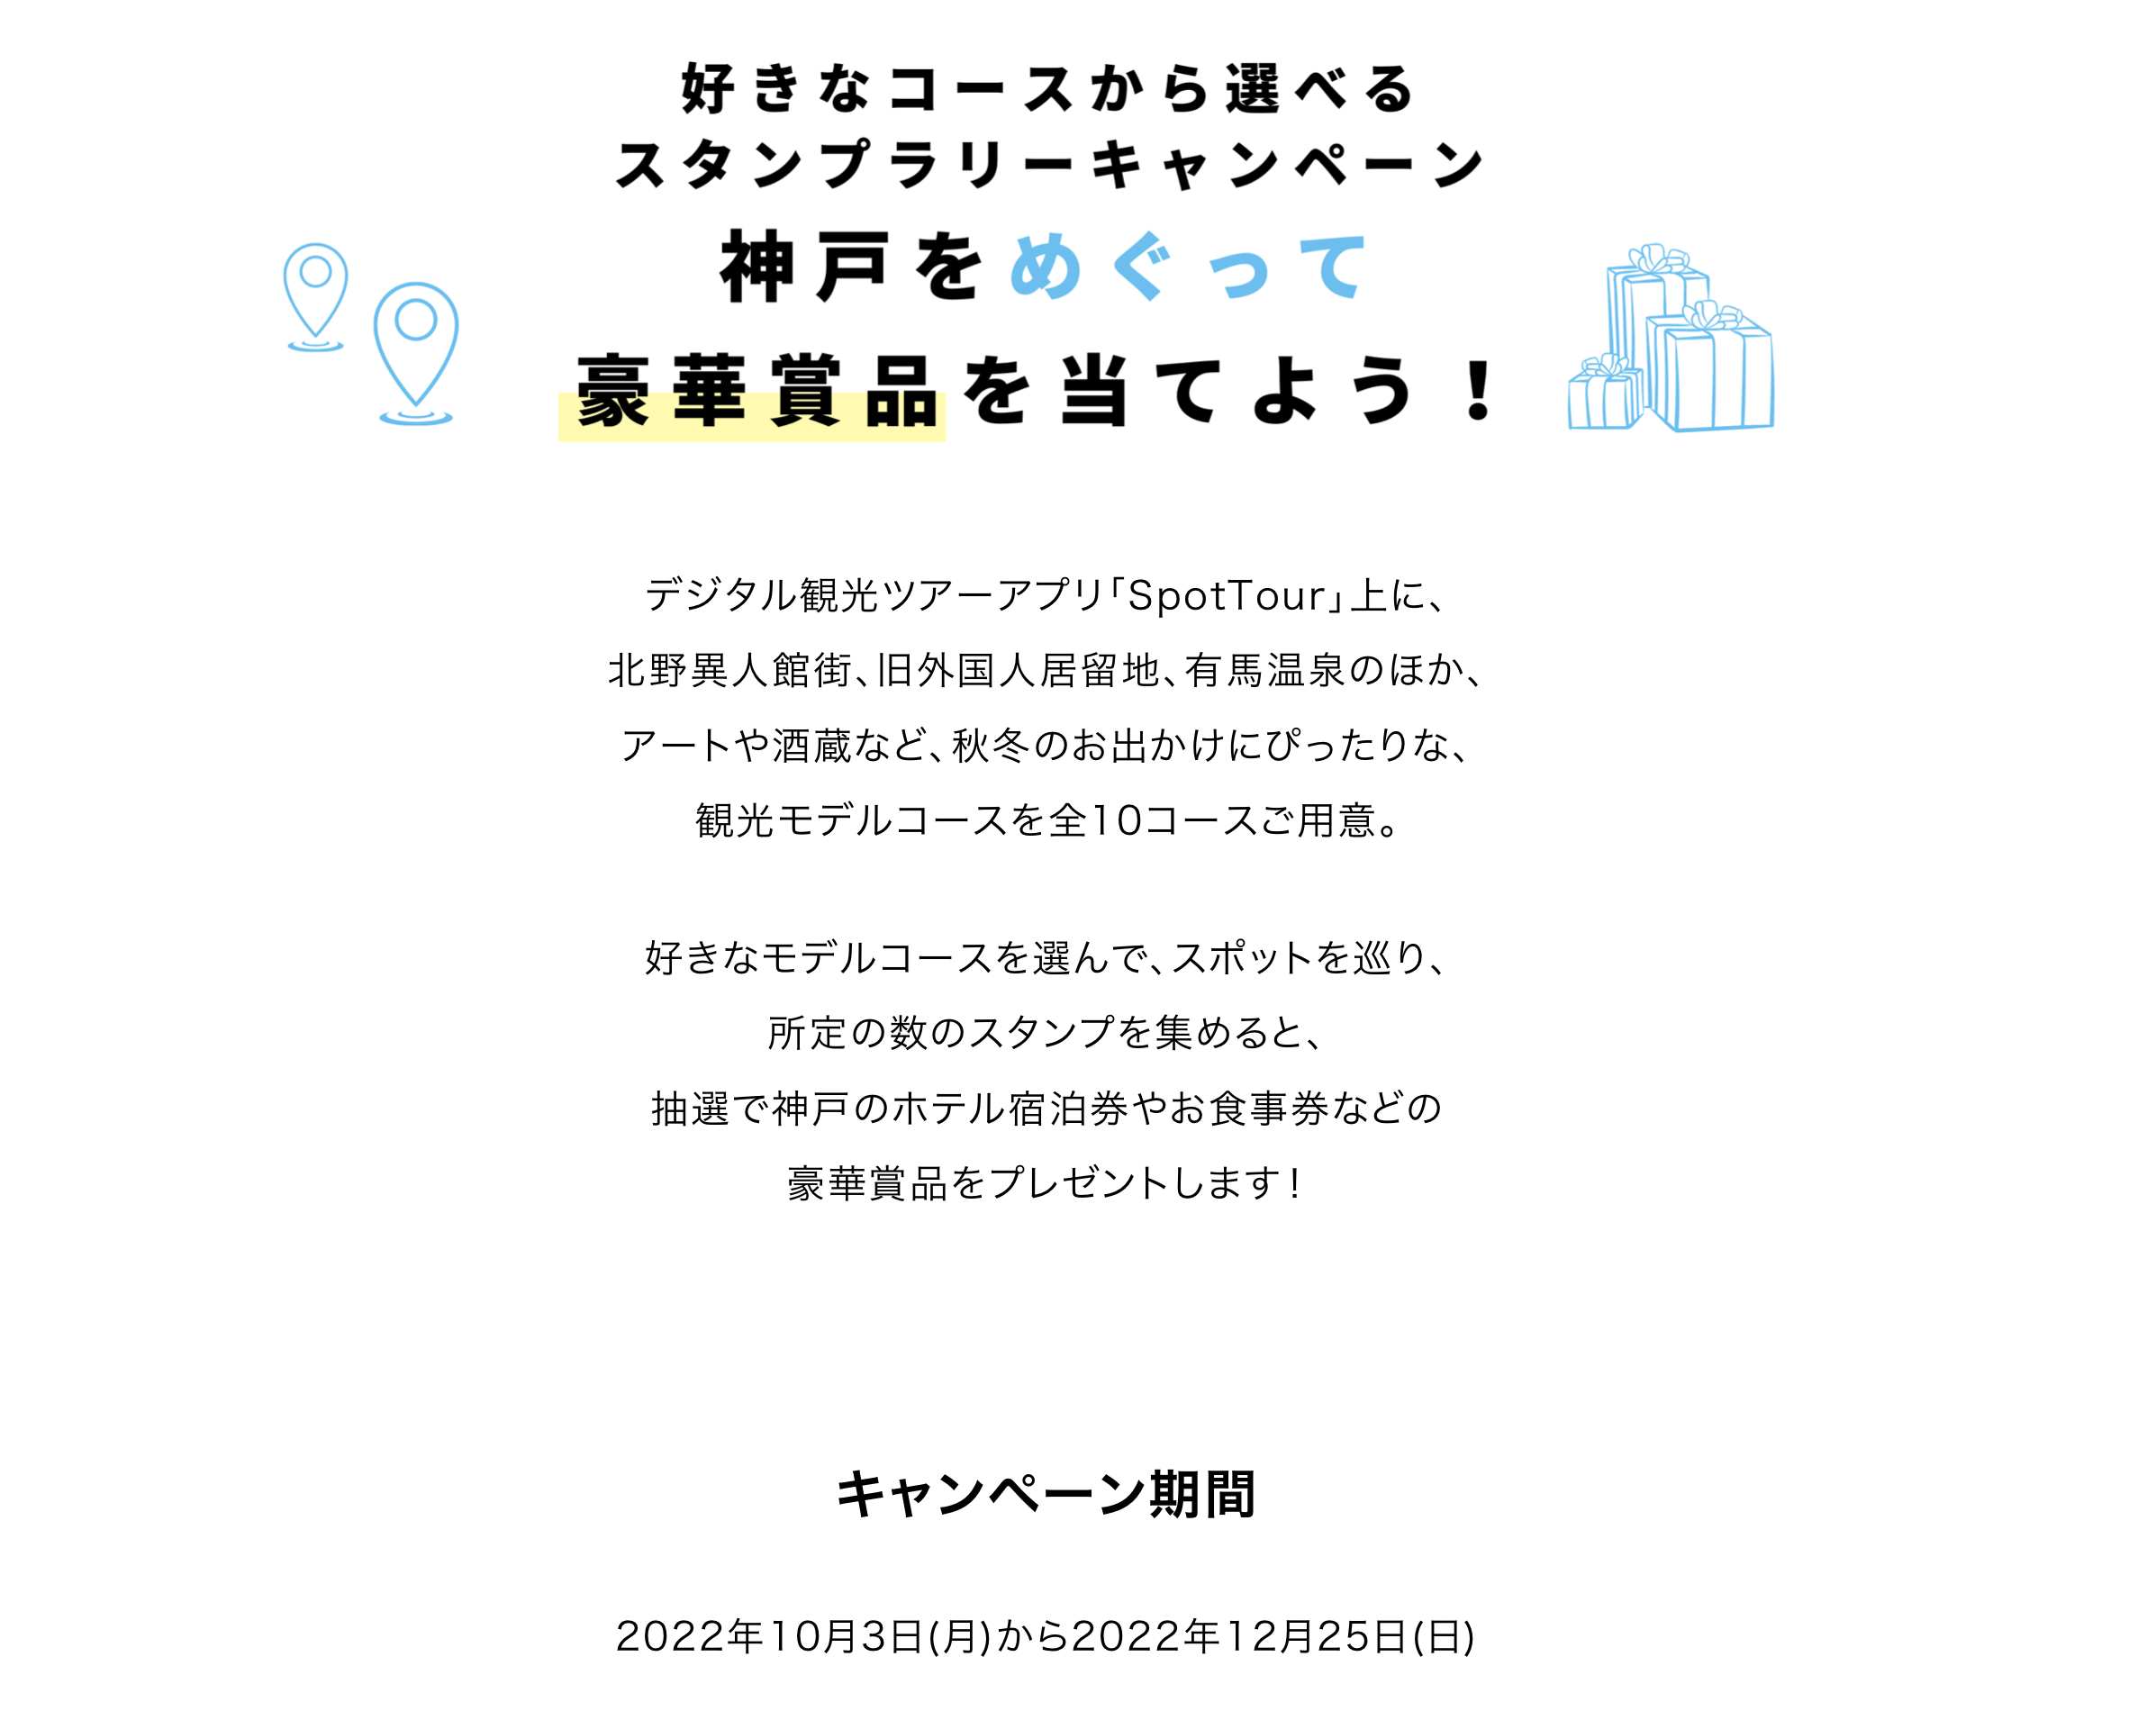 好きなコースから選べる
スタンプラリーキャンペーン
神戸をめぐって
豪華賞品を当てよう！
デジタル観光ツアーアプリ「SpotTour」上に、
北野異人館街、旧外国人居留地、有馬温泉のほか、
アートや酒蔵など、秋冬のお出かけにぴったりな、
観光モデルコースを全10コースご用意。
好きなモデルコースを選んで、スポットを巡り、
所定の数のスタンプを集めると、
抽選で神戸のホテル宿泊券やお食事券などの
豪華賞品をプレゼントします！
キャンペーン期間
2022年10月3日(月)から2022年12月25日(日)